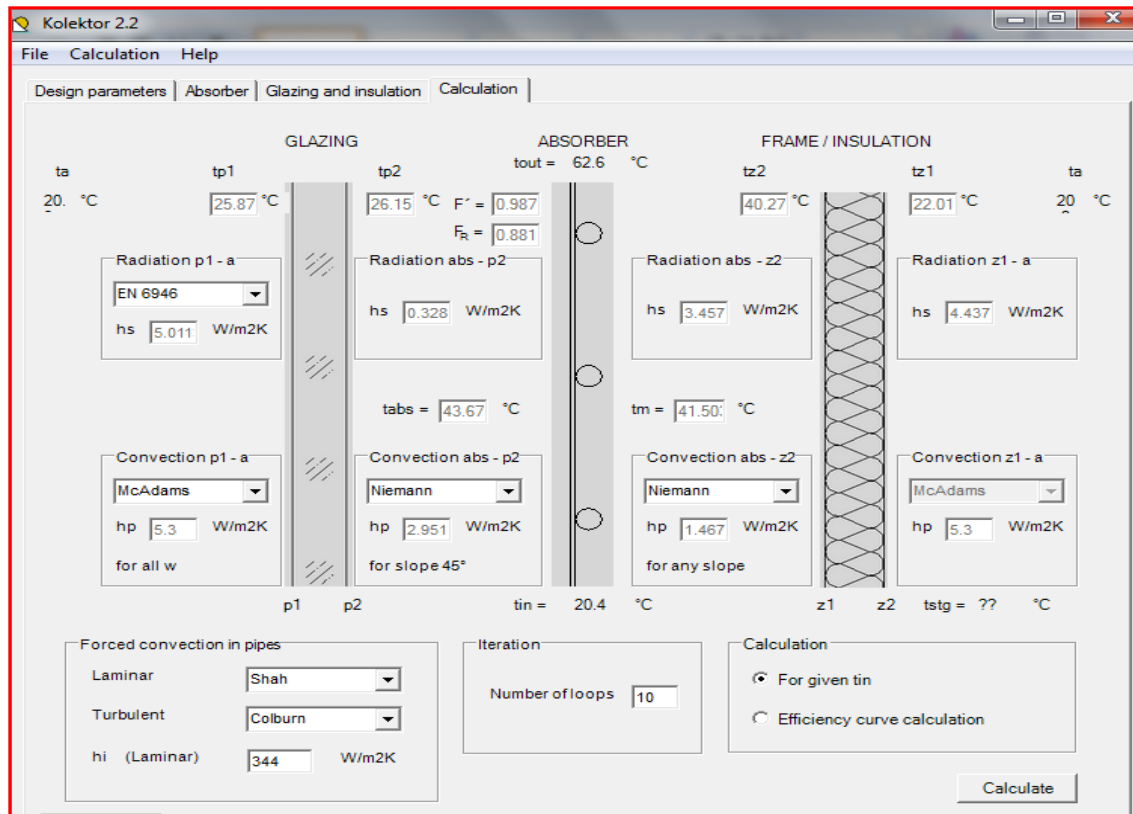 Kolektor 2.2
File Calculation Help
Design parameters Absorber Glazing and insulation Calculation
GLAZING ABSORBER FRAME / INSULATION
tout = 62.6 °C
ta tp1 tp2 tz2 tz1 ta
20. °C 25.87 °C 26.15 °C F´ = 0.987 40.27 °C 22.01 °C 20 °C
FR = 0.881
Radiation p1 - a Radiation abs - p2 Radiation abs - z2 Radiation z1 - a
EN 6946
hs 5.011 W/m2K hs 0.328 W/m2K hs 3.457 W/m2K hs 4.437 W/m2K
tabs = 43.67 °C tm = 41.50 °C
Convection p1 - a Convection abs - p2 Convection abs - z2 Convection z1 - a
McAdams Niemann Niemann McAdams
hp 5.3 W/m2K hp 2.951 W/m2K hp 1.467 W/m2K hp 5.3 W/m2K
for all w for slope 45° for any slope
p1 p2 tin = 20.4 °C z1 z2 tstg = ?? °C
Forced convection in pipes Iteration Calculation
Laminar Shah For given tin
Number of loops 10
Turbulent Colburn Efficiency curve calculation
hi (Laminar) 344 W/m2K
Calculate